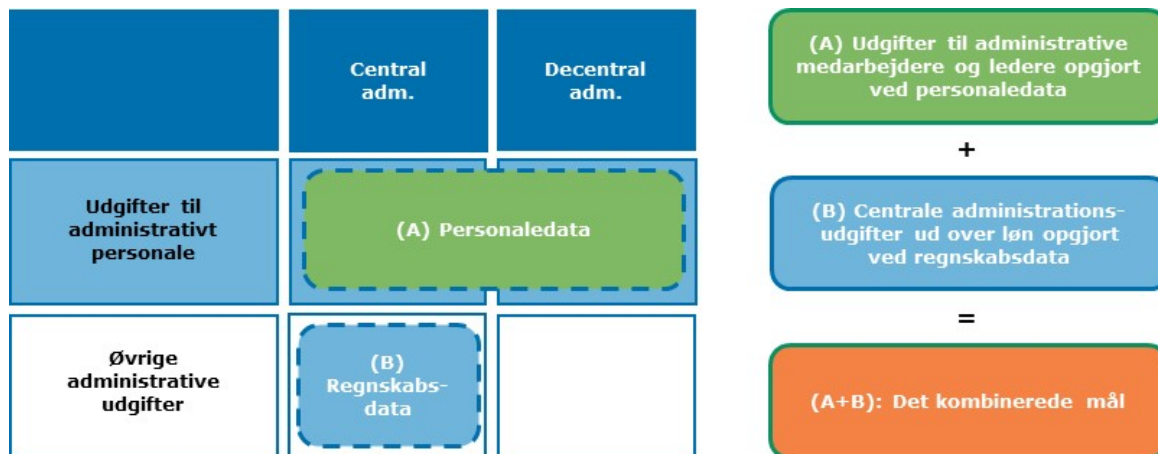 Central
adm.
Decentral
adm.
Udgifter til
administrativt
personale
(A) Personaledata
Øvrige
administrative
udgifter
(B)
Regnskabs-
data
(A) Udgifter til administrative
medarbejdere og ledere opgjort
ved personaledata
+
(B) Centrale administrations-
udgifter ud over løn opgjort
ved regnskabsdata
=
(A+B): Det kombinerede mål